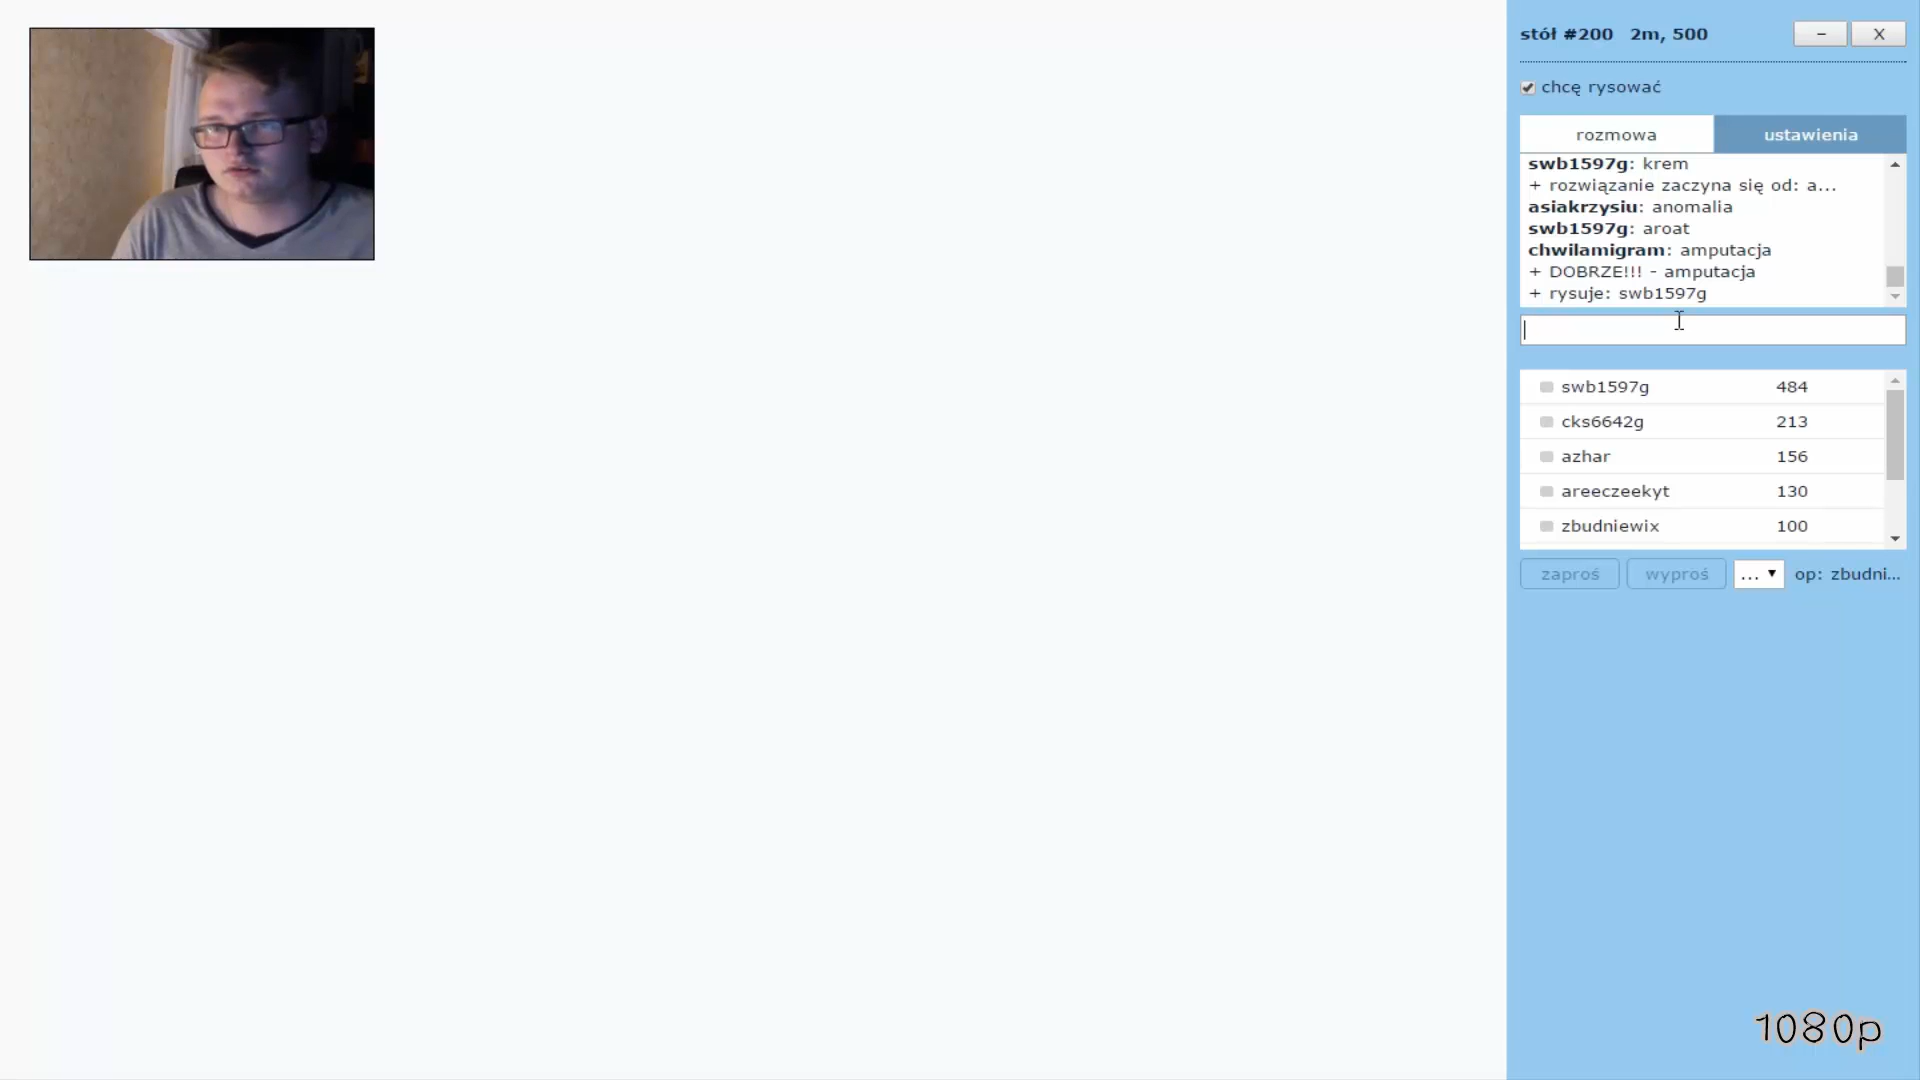 stół #200 2m, 500
– X
chcę rysować
rozmowa ustawienia
swb1597g: krem
+ rozwiązanie zaczyna się od: a...
asiakrzysiu: anomalia
swb1597g: aroat
chwilamigram: amputacja
+ DOBRZE!!! - amputacja
+ rysuje: swb1597g
swb1597g 484
cks6642g 213
azhar 156
areeczeekyt 130
zbudniewix 100
zaproś wyproś ... op: zbudni...
1080p